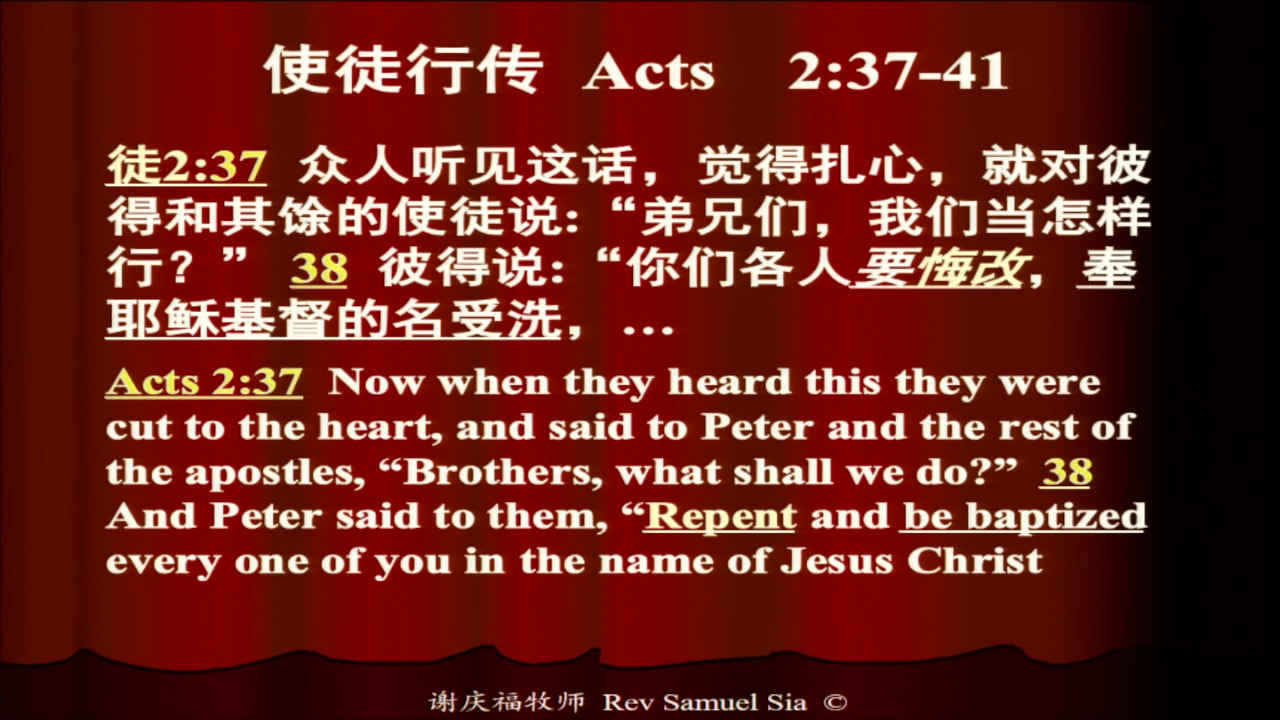 使徒行传 Acts 2:37-41
徒2:37 众人听见这话，觉得扎心，就对彼
得和其馀的使徒说:“弟兄们，我们当怎样
行？” 38 彼得说:“你们各人要悔改，奉
耶稣基督的名受洗，…
Acts 2:37 Now when they heard this they were
cut to the heart, and said to Peter and the rest of
the apostles, “Brothers, what shall we do?” 38
And Peter said to them, “Repent and be baptized
every one of you in the name of Jesus Christ
谢庆福牧师 Rev Samuel Sia ©